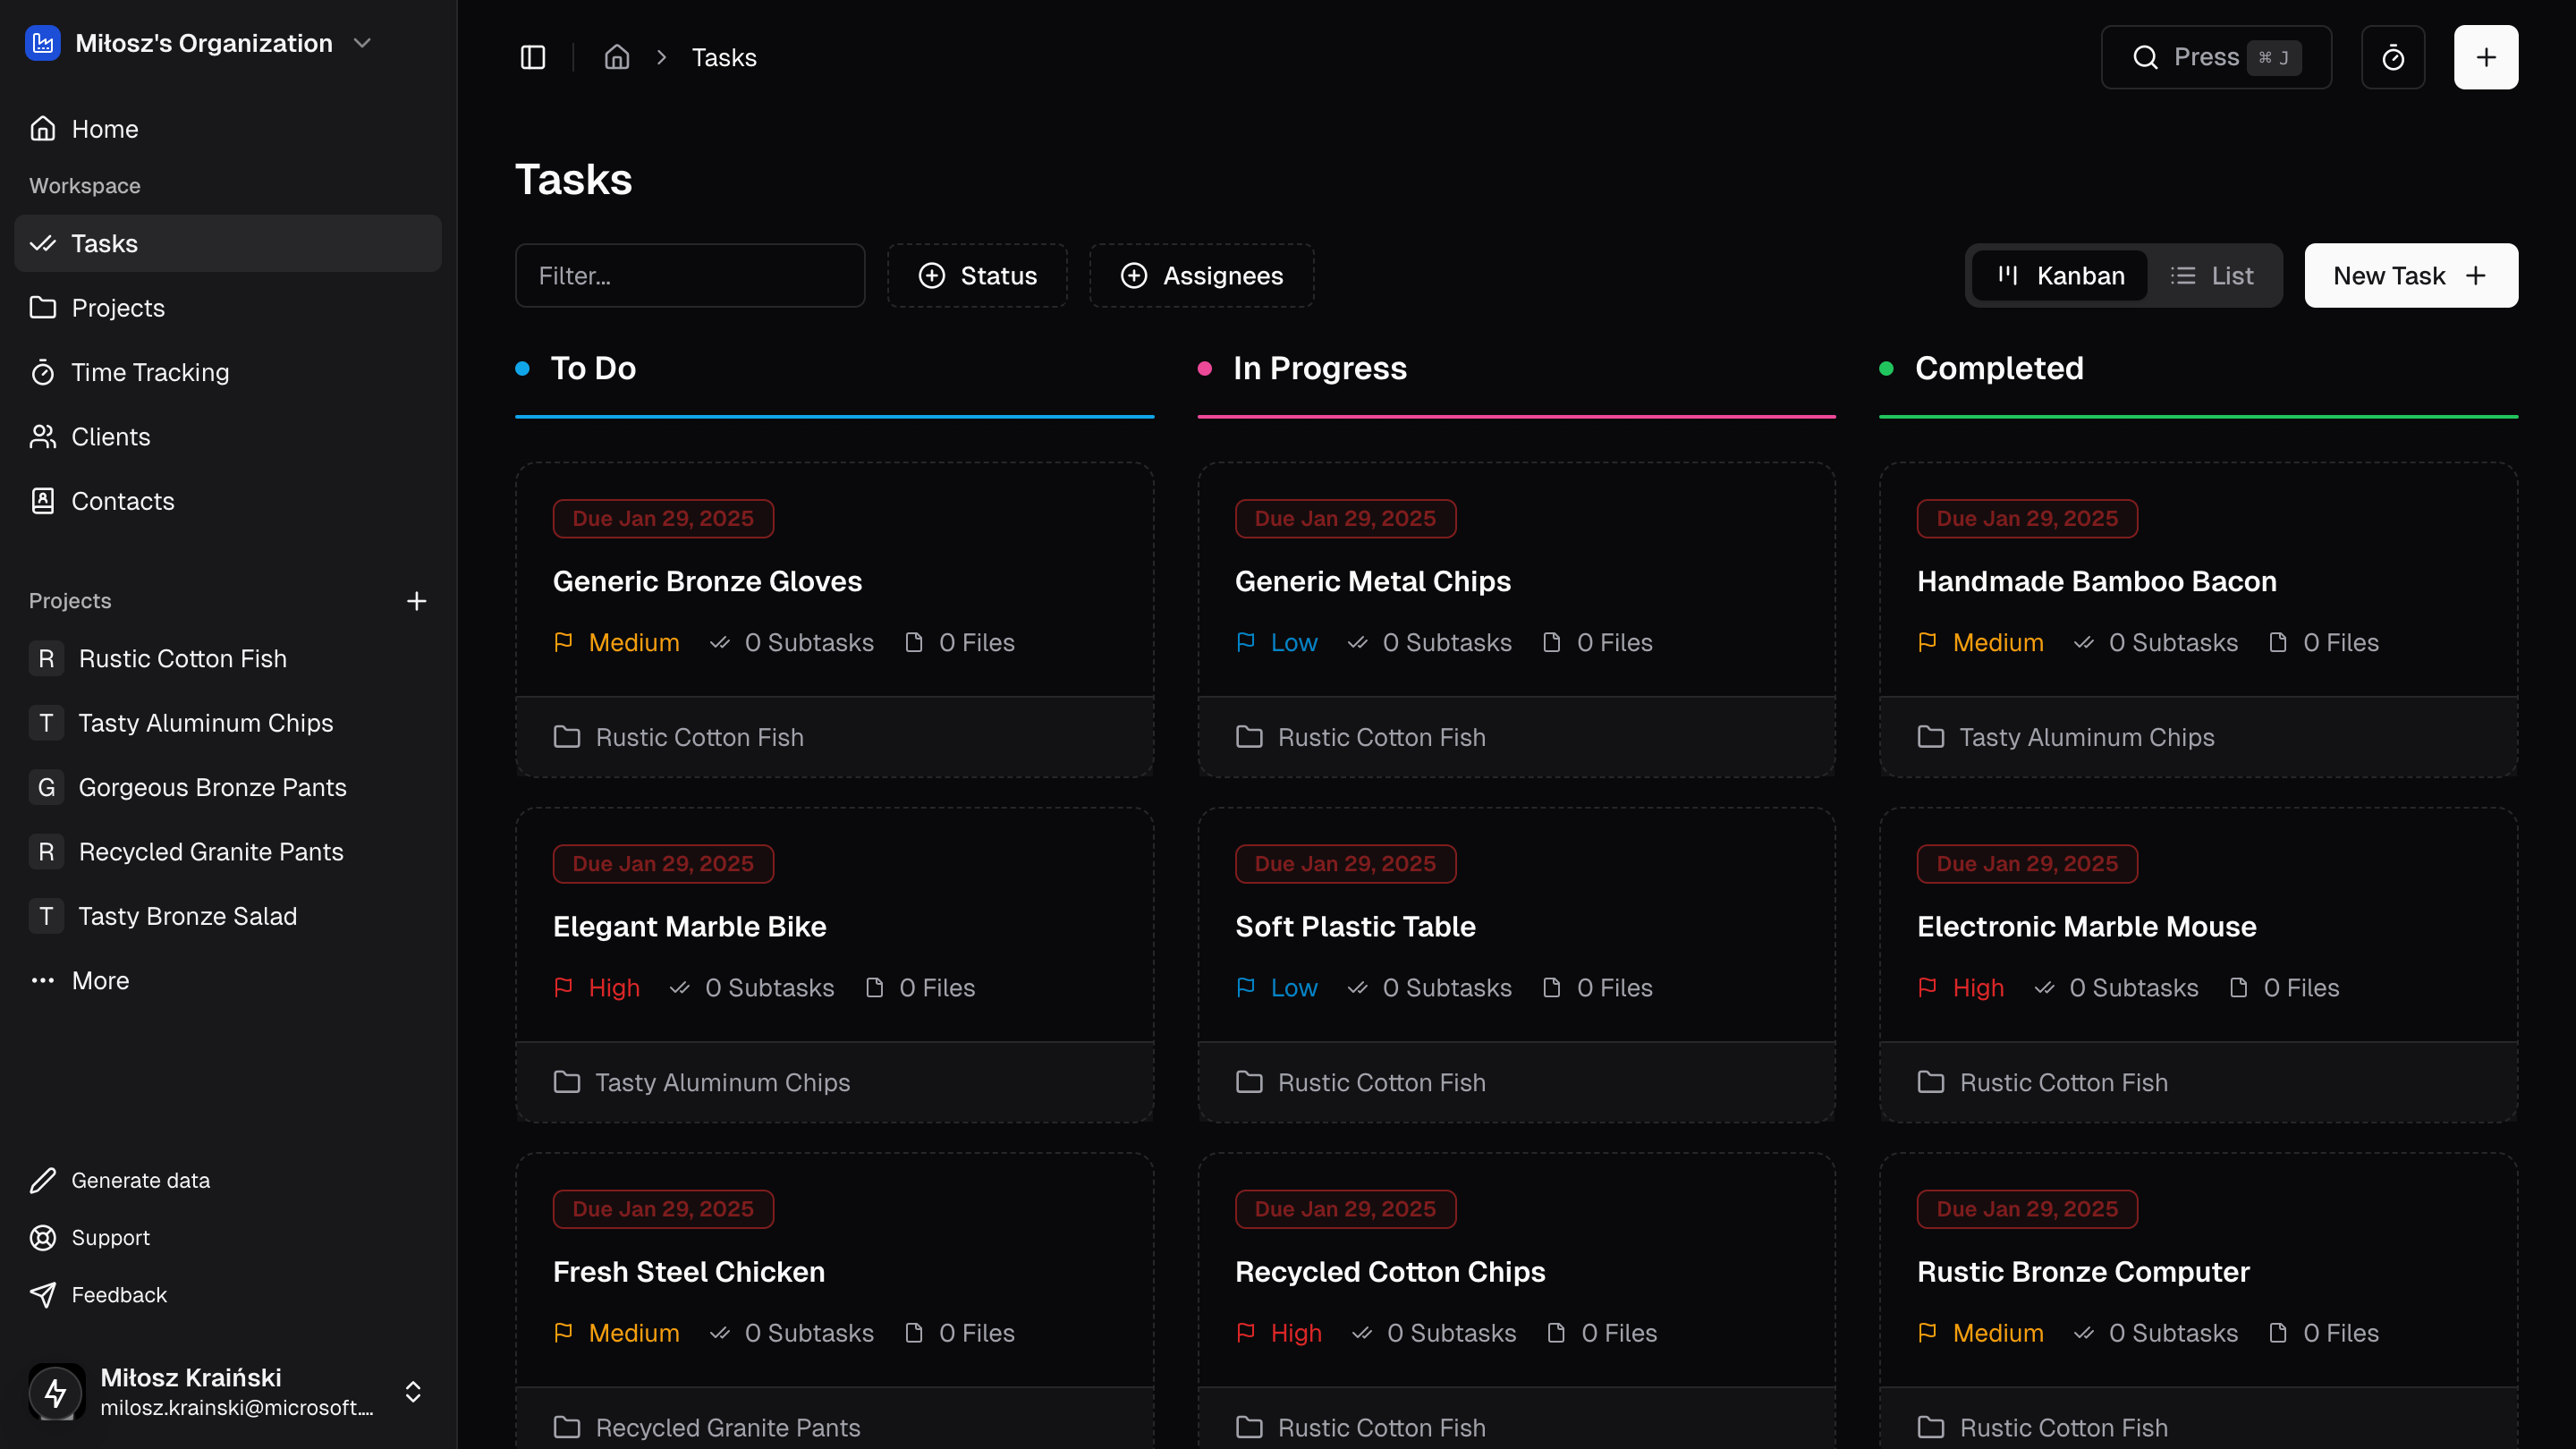 Miłosz's Organization
Home
Workspace
Tasks
Projects
Time Tracking
Clients
Contacts
Projects
R Rustic Cotton Fish
T Tasty Aluminum Chips
G Gorgeous Bronze Pants
R Recycled Granite Pants
T Tasty Bronze Salad
More
Generate data
Support
Feedback
Miłosz Kraiński
milosz.krainski@microsoft....
Tasks
Press ⌘ J
Tasks
Filter...
Status
Assignees
Kanban
List
New Task
To Do
Due Jan 29, 2025
Generic Bronze Gloves
Medium 0 Subtasks 0 Files
Rustic Cotton Fish
Due Jan 29, 2025
Elegant Marble Bike
High 0 Subtasks 0 Files
Tasty Aluminum Chips
Due Jan 29, 2025
Fresh Steel Chicken
Medium 0 Subtasks 0 Files
Recycled Granite Pants
In Progress
Due Jan 29, 2025
Generic Metal Chips
Low 0 Subtasks 0 Files
Rustic Cotton Fish
Due Jan 29, 2025
Soft Plastic Table
Low 0 Subtasks 0 Files
Rustic Cotton Fish
Due Jan 29, 2025
Recycled Cotton Chips
High 0 Subtasks 0 Files
Rustic Cotton Fish
Completed
Due Jan 29, 2025
Handmade Bamboo Bacon
Medium 0 Subtasks 0 Files
Tasty Aluminum Chips
Due Jan 29, 2025
Electronic Marble Mouse
High 0 Subtasks 0 Files
Rustic Cotton Fish
Due Jan 29, 2025
Rustic Bronze Computer
Medium 0 Subtasks 0 Files
Rustic Cotton Fish